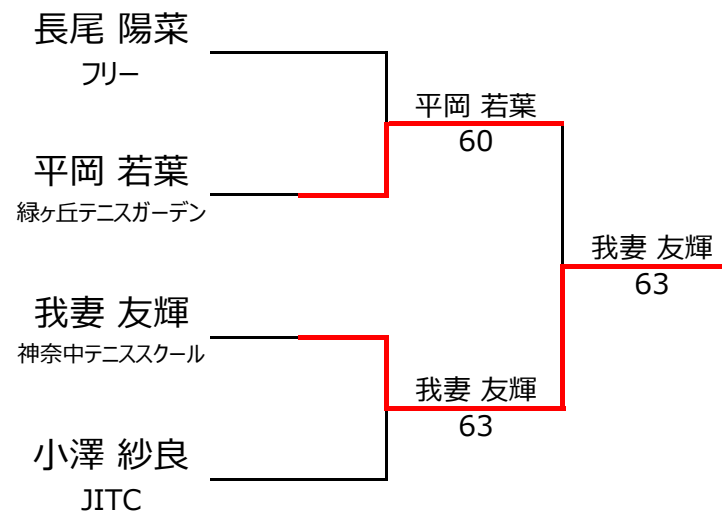 長尾 陽菜
フリー
平岡 若葉
60
平岡 若葉
緑ヶ丘テニスガーデン
我妻 友輝
63
我妻 友輝
神奈中テニススクール
我妻 友輝
63
小澤 紗良
JITC